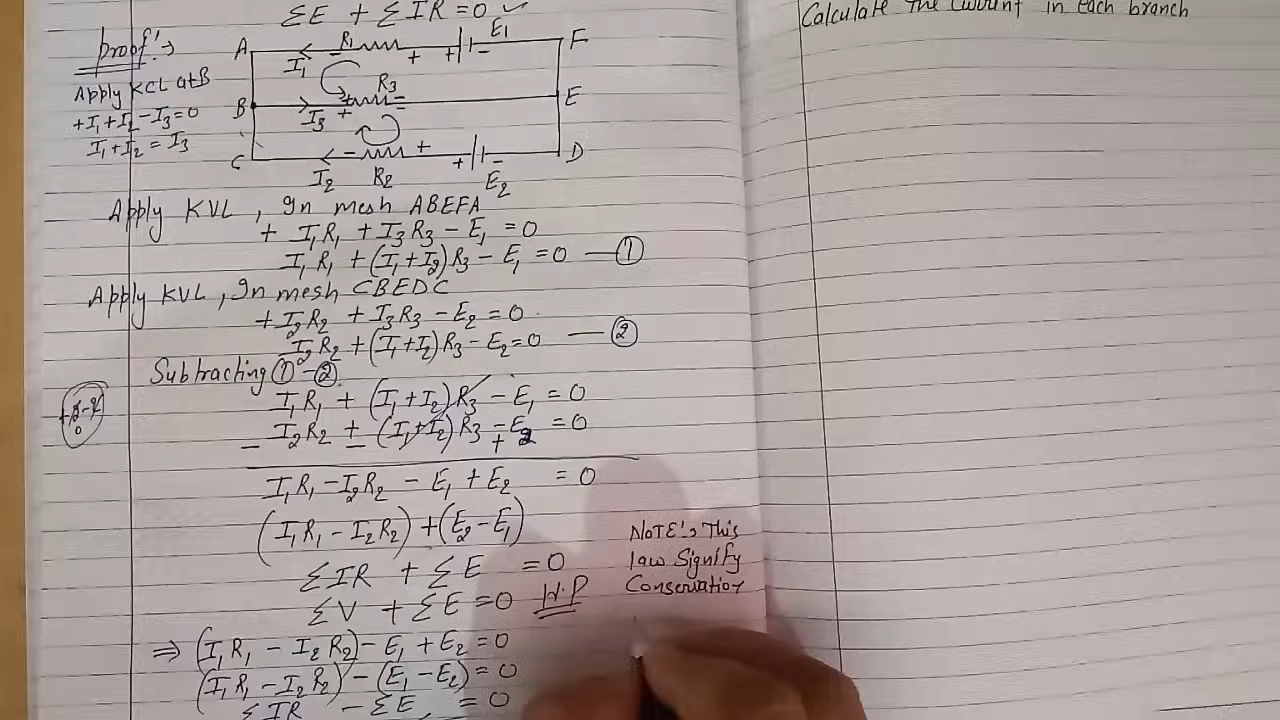 ΣE + ΣIR = 0 ✓
Calculate the current in each branch
proof:→
Apply KCL at B
+I₁+I₂-I₃=0
I₁+I₂ = I₃
A I₁ R₁ + + - E₁ F
B I₃ + R₃ - E
C I₂ - R₂ + + - E₂ D
Apply KVL, In mesh ABEFA
+ I₁R₁ + I₃R₃ - E₁ = 0
I₁R₁ + (I₁+I₂)R₃ - E₁ = 0 — ①
Apply KVL, In mesh CBEDC
+ I₂R₂ + I₃R₃ - E₂ = 0
I₂R₂ + (I₁+I₂)R₃ - E₂ = 0 — ②
Subtracting ① - ②
I₁R₁ + (I₁+I₂)R₃ - E₁ = 0
- I₂R₂ ± (I₁+I₂)R₃ - + E₂ = 0
I₁R₁ - I₂R₂ - E₁ + E₂ = 0
(I₁R₁ - I₂R₂) + (E₂ - E₁)
ΣIR + ΣE = 0
ΣV + ΣE = 0 H.P
NOTE:→ This
law Signify
Conservation
⇒ (I₁R₁ - I₂R₂) - E₁ + E₂ = 0
(I₁R₁ - I₂R₂) - (E₁ - E₂) = 0
ΣIR - ΣE = 0